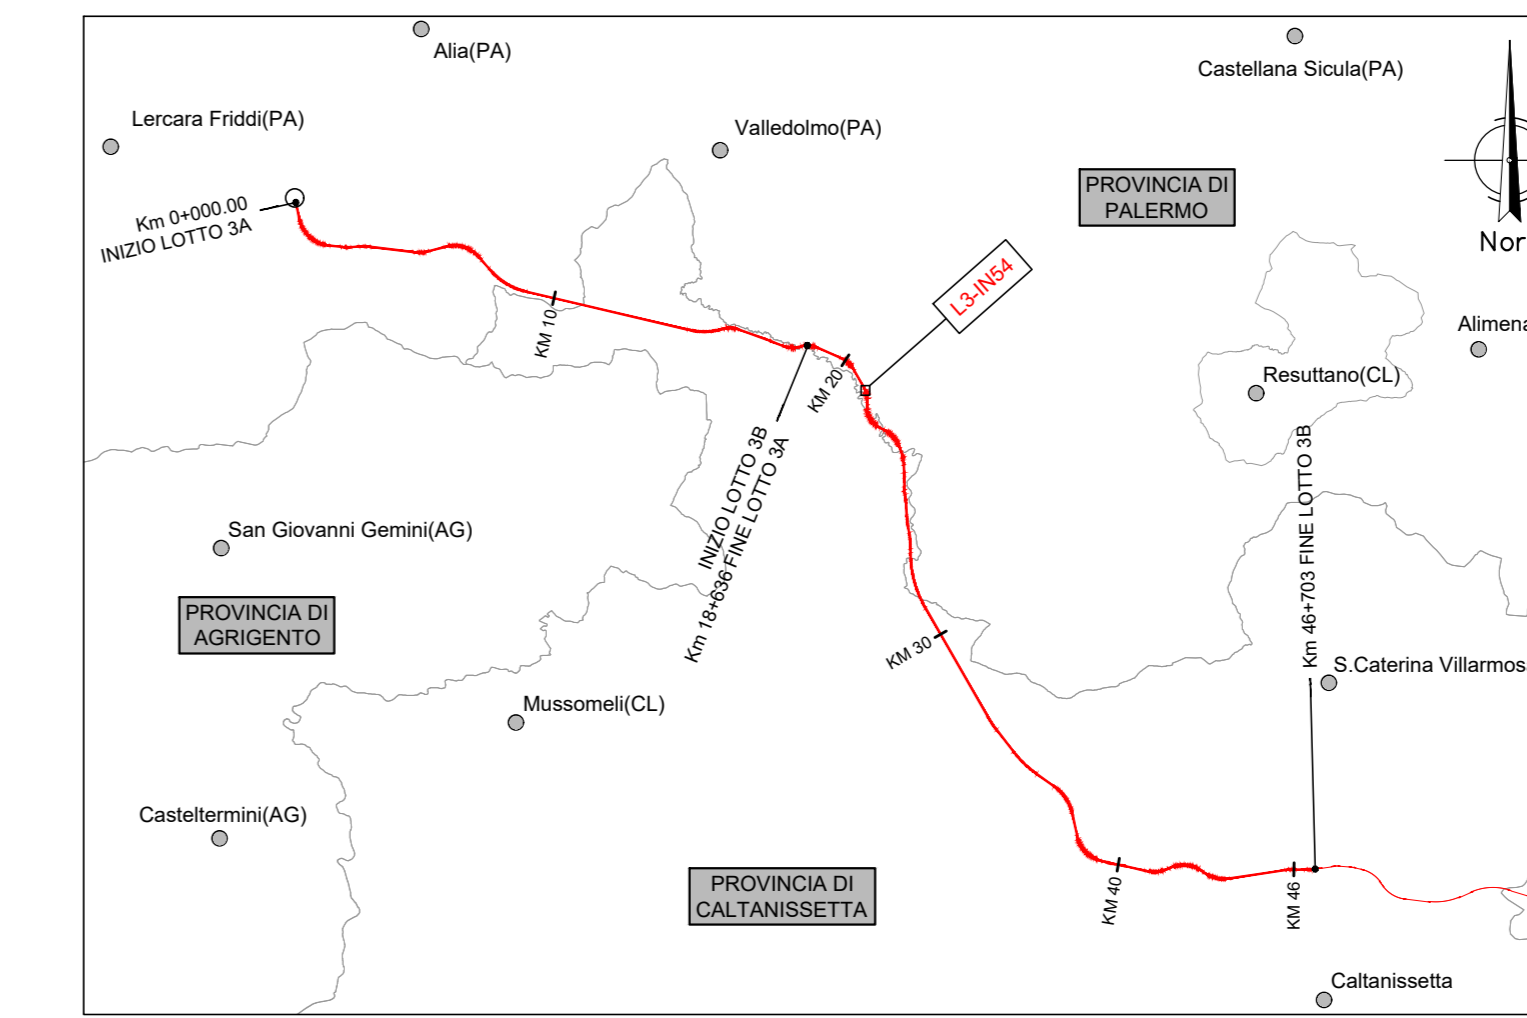 Alia(PA)
Castellana Sicula(PA)
Lercara Friddi(PA)
Valledolmo(PA)
PROVINCIA DI
PALERMO
Km 0+000.00
INIZIO LOTTO 3A
Nor
L3-IN54
KM 10
Alimena
KM 20
Resuttano(CL)
INIZIO LOTTO 3B
Km 18+636 FINE LOTTO 3A
Km 46+703 FINE LOTTO 3B
San Giovanni Gemini(AG)
PROVINCIA DI
AGRIGENTO
KM 30
S.Caterina Villarmos
Mussomeli(CL)
Casteltermini(AG)
PROVINCIA DI
CALTANISSETTA
KM 40
KM 46
Caltanissetta